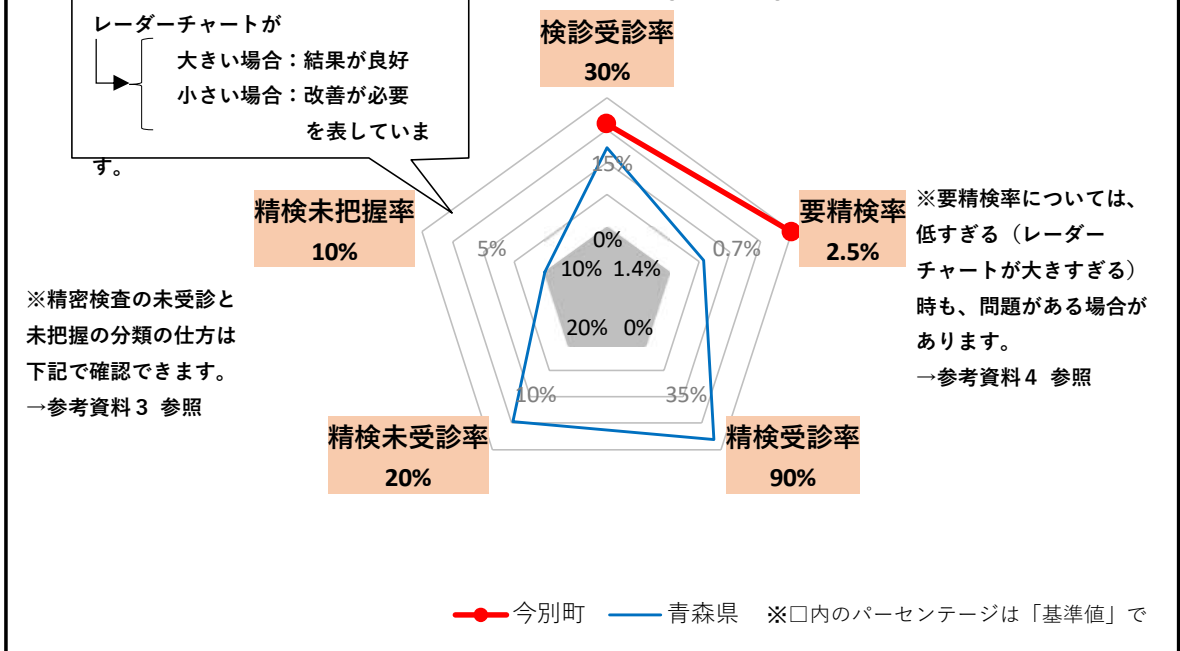 レーダーチャートが
大きい場合：結果が良好
小さい場合：改善が必要
を表していま
す。
検診受診率
30%
15%
精検未把握率
10%
要精検率
2.5%
※要精検率については、
低すぎる（レーダー
チャートが大きすぎる）
時も、問題がある場合が
あります。
→参考資料４ 参照
5%
0%
0.7%
10%
1.4%
20%
0%
※精密検査の未受診と
未把握の分類の仕方は
下記で確認できます。
→参考資料３ 参照
10%
35%
精検未受診率
20%
精検受診率
90%
今別町
青森県
※□内のパーセンテージは「基準値」で